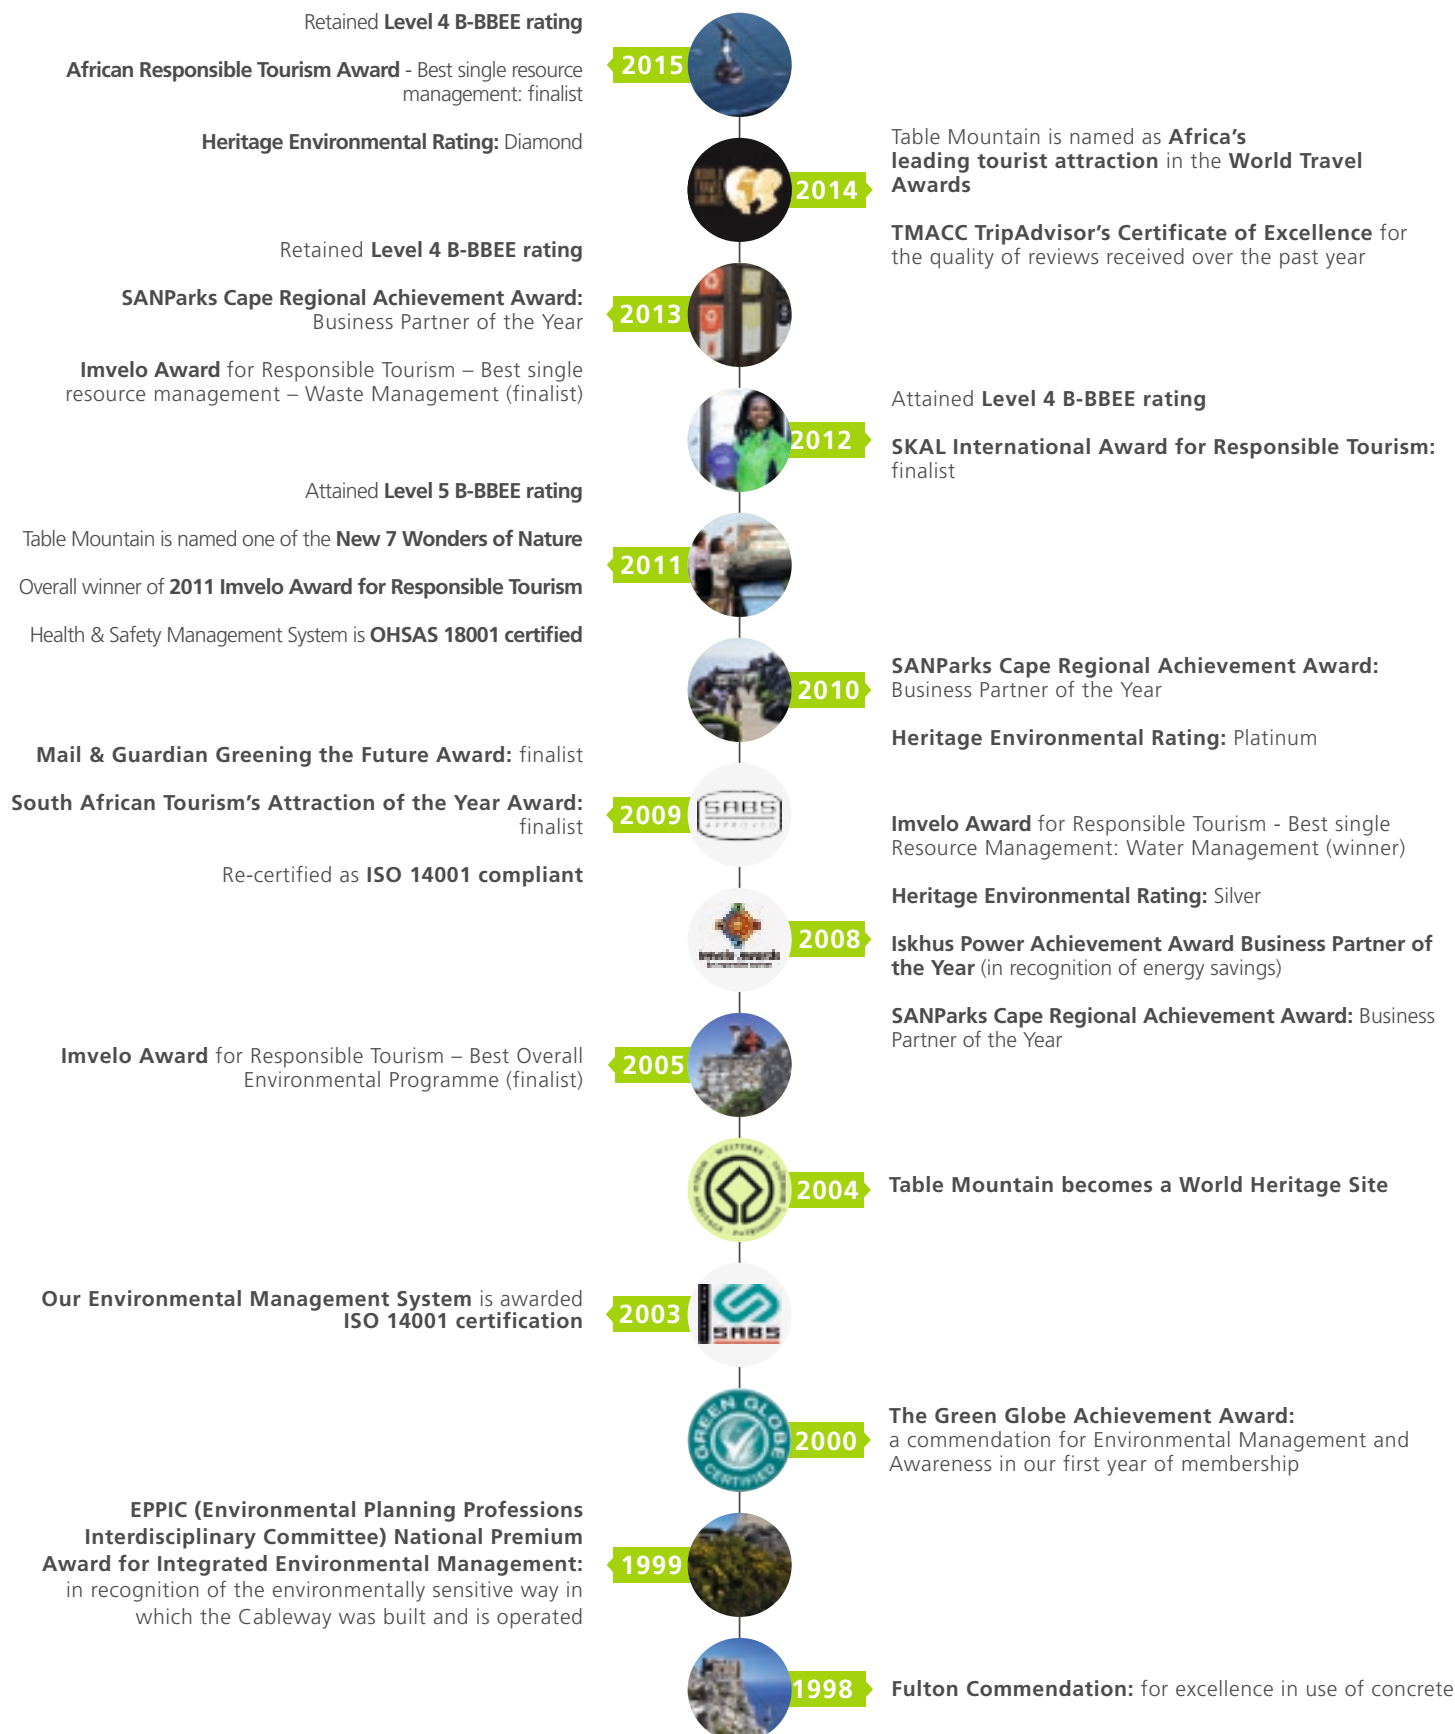 Retained Level 4 B-BBEE rating
African Responsible Tourism Award - Best single resource
management: finalist
Heritage Environmental Rating: Diamond
2015
Table Mountain is named as Africa’s
leading tourist attraction in the World Travel
Awards
TMACC TripAdvisor’s Certificate of Excellence for
the quality of reviews received over the past year
2014
Retained Level 4 B-BBEE rating
SANParks Cape Regional Achievement Award:
Business Partner of the Year
Imvelo Award for Responsible Tourism – Best single
resource management – Waste Management (finalist)
2013
Attained Level 4 B-BBEE rating
SKAL International Award for Responsible Tourism:
finalist
2012
Attained Level 5 B-BBEE rating
Table Mountain is named one of the New 7 Wonders of Nature
Overall winner of 2011 Imvelo Award for Responsible Tourism
Health & Safety Management System is OHSAS 18001 certified
2011
SANParks Cape Regional Achievement Award:
Business Partner of the Year
Heritage Environmental Rating: Platinum
2010
Mail & Guardian Greening the Future Award: finalist
South African Tourism’s Attraction of the Year Award:
finalist
Re-certified as ISO 14001 compliant
2009
SABS
APPROVED
Imvelo Award for Responsible Tourism - Best single
Resource Management: Water Management (winner)
Heritage Environmental Rating: Silver
Iskhus Power Achievement Award Business Partner of
the Year (in recognition of energy savings)
SANParks Cape Regional Achievement Award: Business
Partner of the Year
2008
imvelo awards
Imvelo Award for Responsible Tourism – Best Overall
Environmental Programme (finalist)
2005
2004
Table Mountain becomes a World Heritage Site
Our Environmental Management System is awarded
ISO 14001 certification
2003
SABS
GREEN GLOBE
CERTIFIED
2000
The Green Globe Achievement Award:
a commendation for Environmental Management and
Awareness in our first year of membership
EPPIC (Environmental Planning Professions
Interdisciplinary Committee) National Premium
Award for Integrated Environmental Management:
in recognition of the environmentally sensitive way in
which the Cableway was built and is operated
1999
1998
Fulton Commendation: for excellence in use of concrete